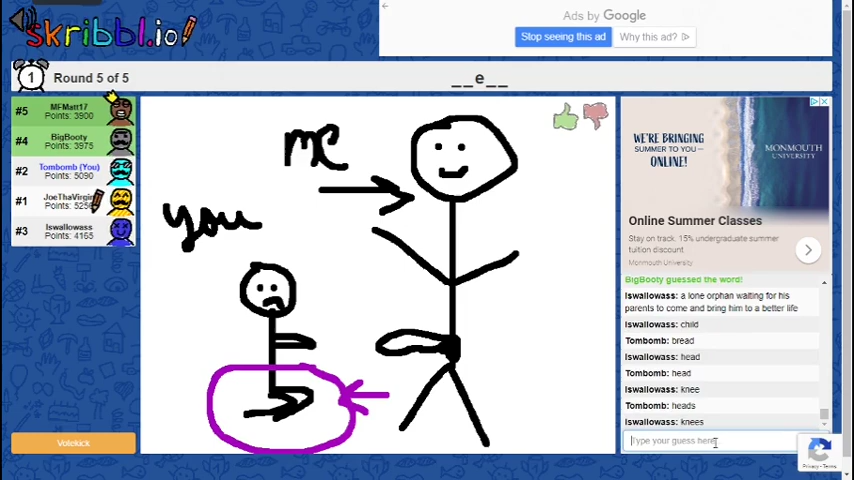 skribbl.io
Ads by Google
Stop seeing this ad
Why this ad?
1
Round 5 of 5
__e__
#5
MFMatt17
Points: 3900
#4
BigBooty
Points: 3975
#2
Tombomb (You)
Points: 5090
#1
JoeThaVirgin
Points: 525
#3
Iswallowass
Points: 4165
Votekick
me
you
WE'RE BRINGING
SUMMER TO YOU —
ONLINE!
MONMOUTH
UNIVERSITY
Online Summer Classes
Stay on track. 15% undergraduate summer
tuition discount
Monmouth University
BigBooty guessed the word!
Iswallowass: a lone orphan waiting for his
parents to come and bring him to a better life
Iswallowass: child
Tombomb: bread
Iswallowass: head
Tombomb: head
Iswallowass: knee
Tombomb: heads
Iswallowass: knees
Type your guess here
Privacy - Terms